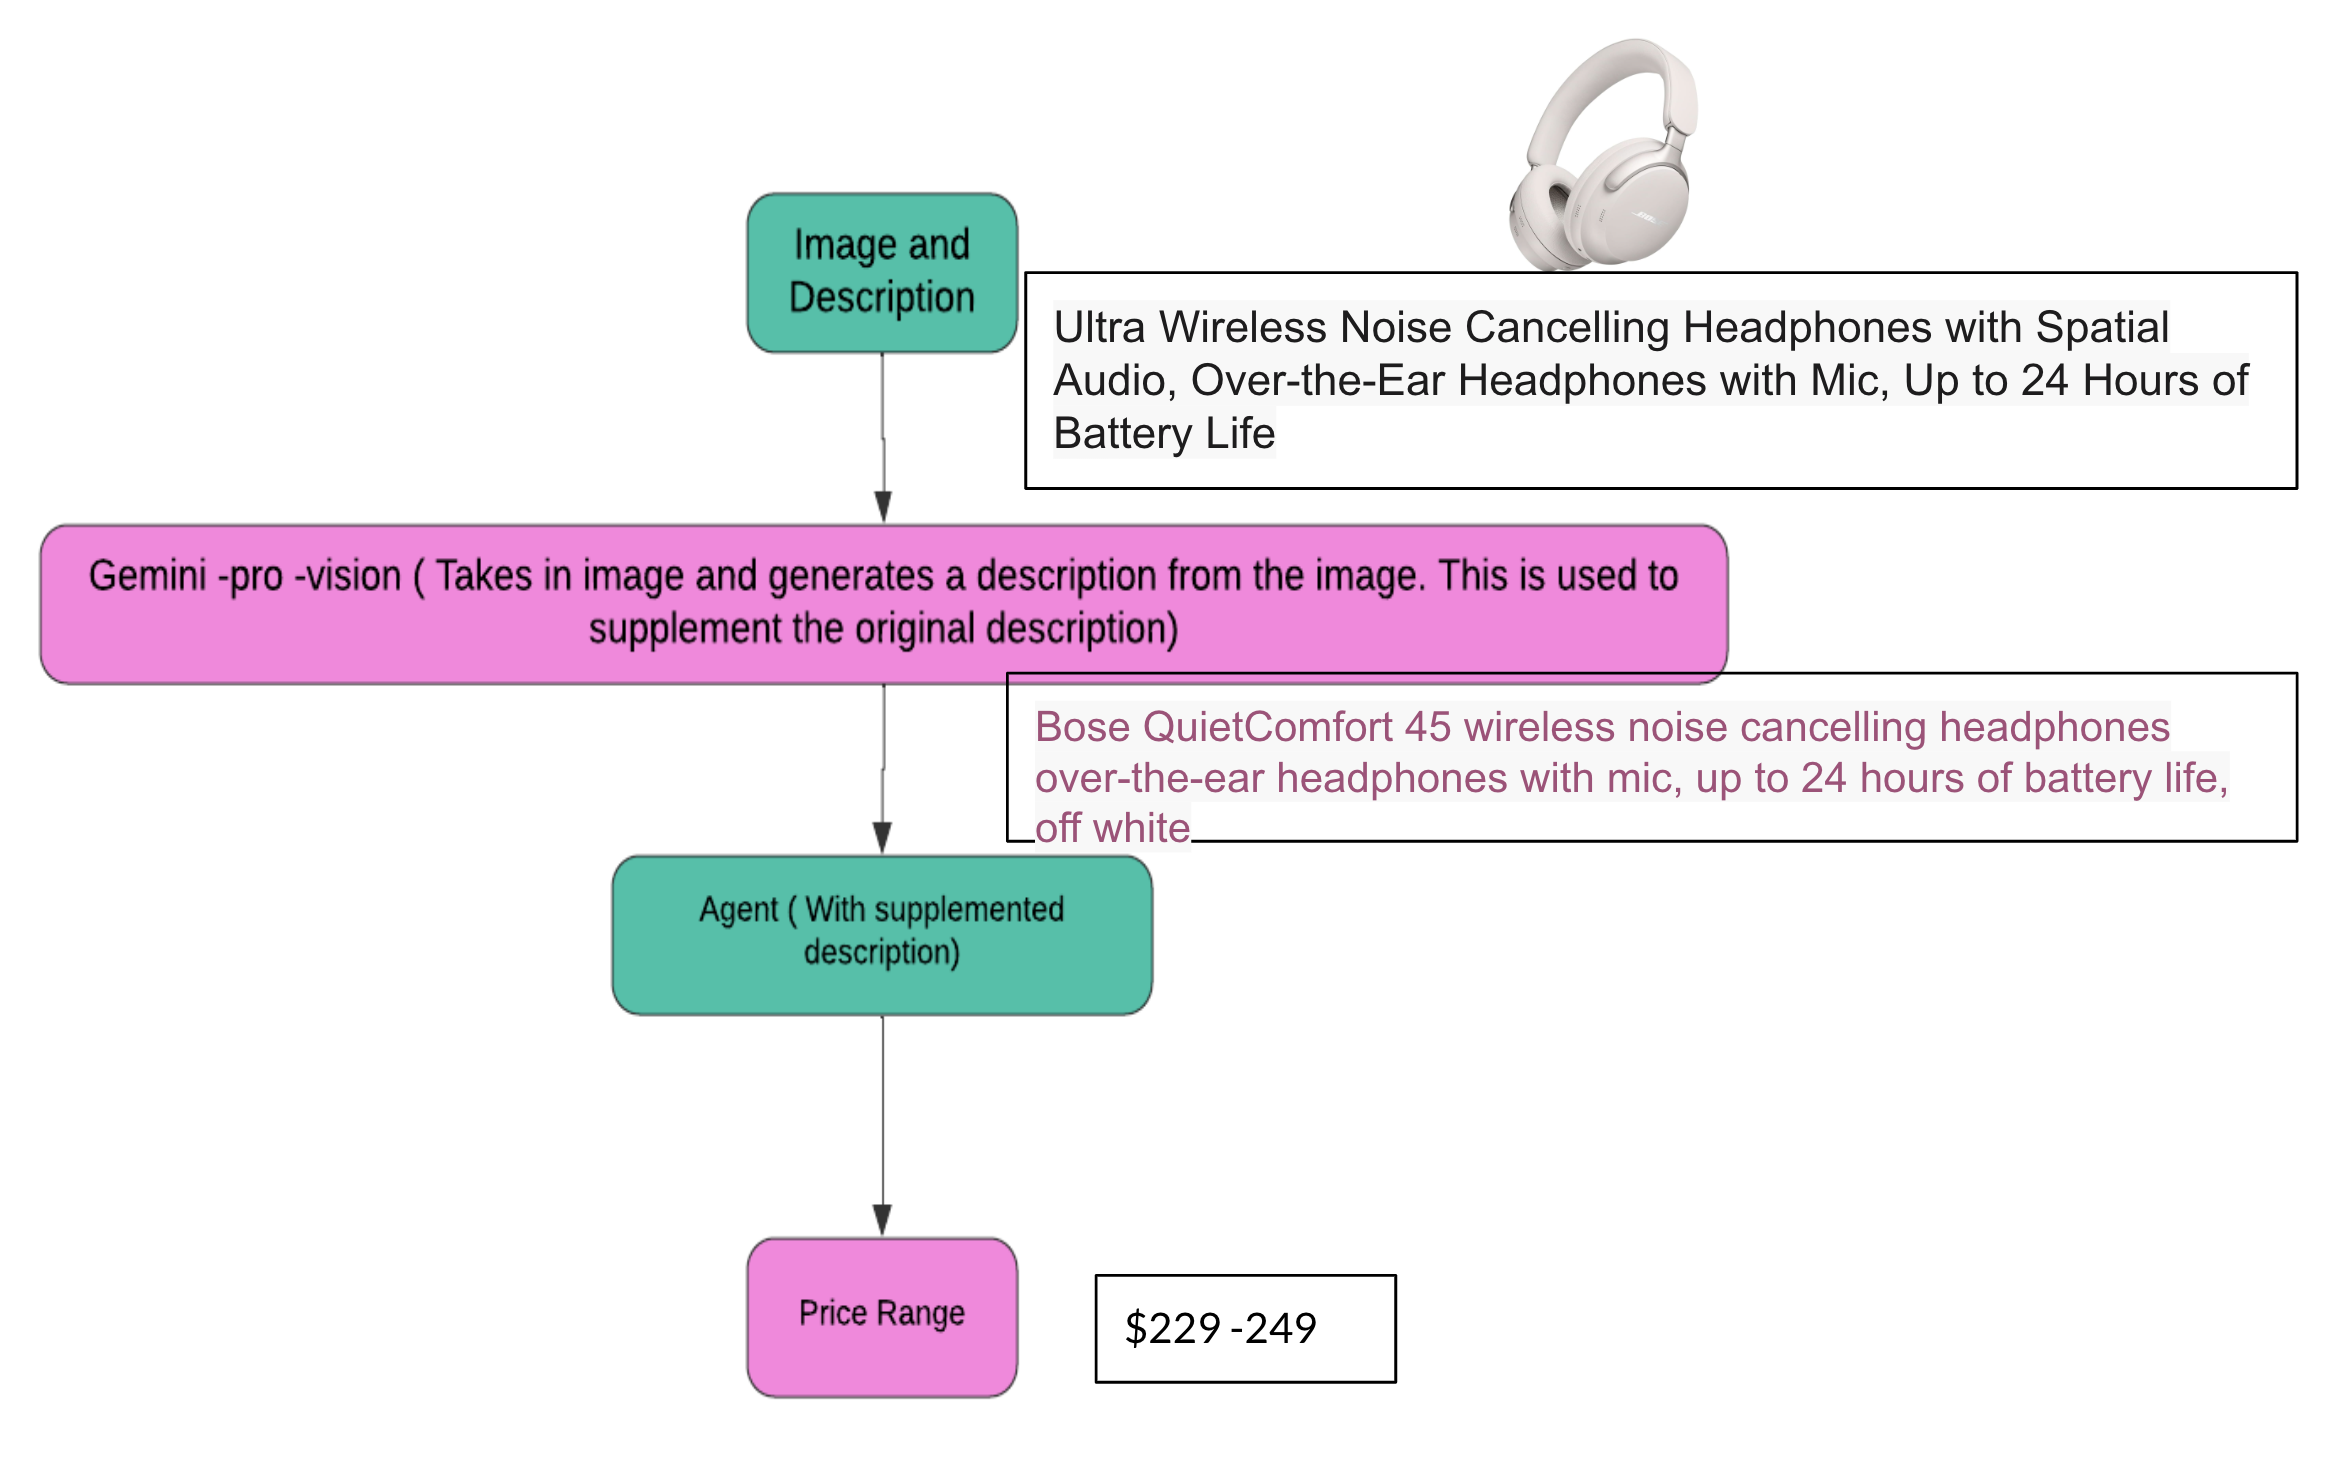 Image and
Description
Ultra Wireless Noise Cancelling Headphones with Spatial
Audio, Over-the-Ear Headphones with Mic, Up to 24 Hours of
Battery Life
Gemini -pro -vision ( Takes in image and generates a description from the image. This is used to
supplement the original description)
Bose QuietComfort 45 wireless noise cancelling headphones
over-the-ear headphones with mic, up to 24 hours of battery life,
off white
Agent ( With supplemented
description)
Price Range
$229 -249